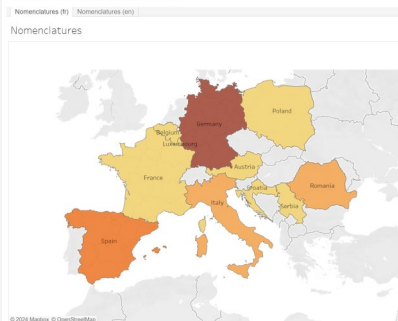 Nomenclatures (fr) Nomenclatures (en)
Nomenclatures
Poland
Germany
Belgium
Luxembourg
Austria
France
Croatia
Romania
Italy
Serbia
Spain
© 2024 Mapbox © OpenStreetMap